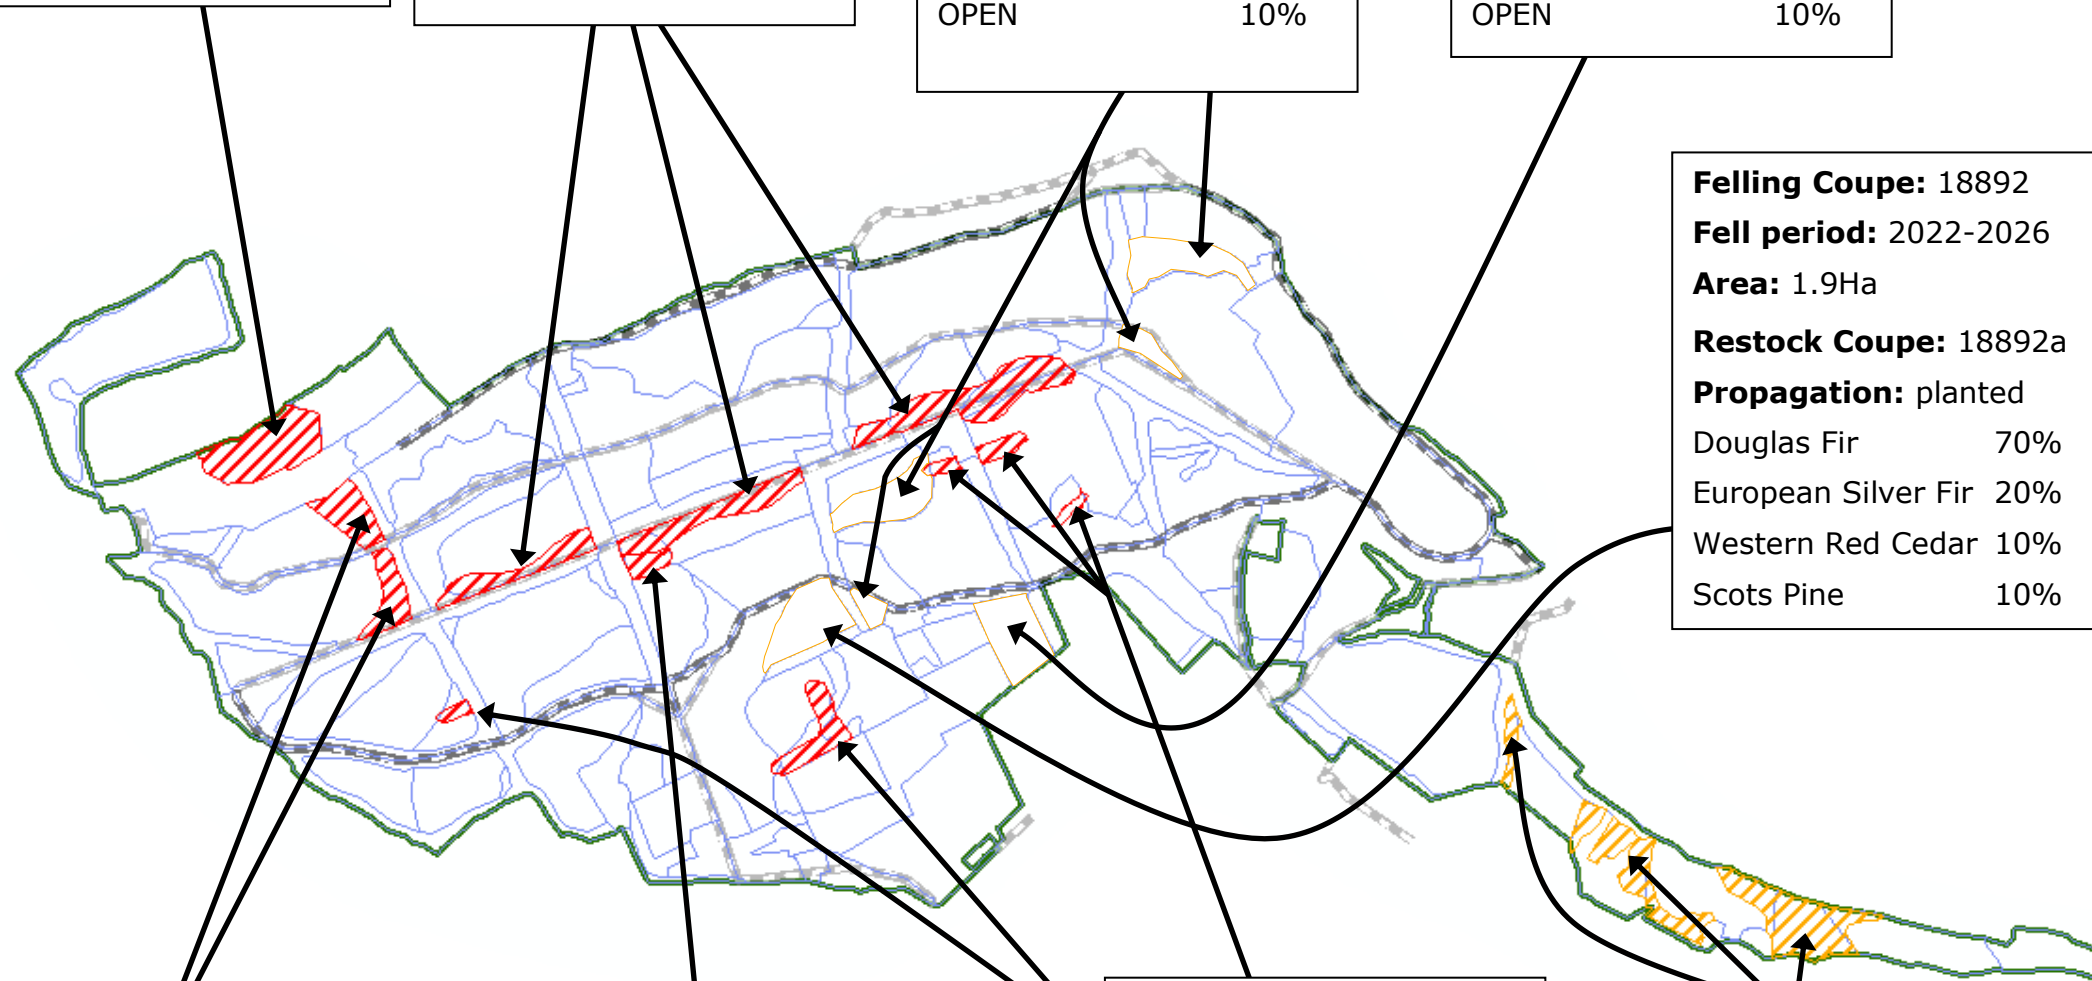 OPEN 10%
OPEN 10%
Felling Coupe: 18892
Fell period: 2022-2026
Area: 1.9Ha
Restock Coupe: 18892a
Propagation: planted
Douglas Fir 70%
European Silver Fir 20%
Western Red Cedar 10%
Scots Pine 10%